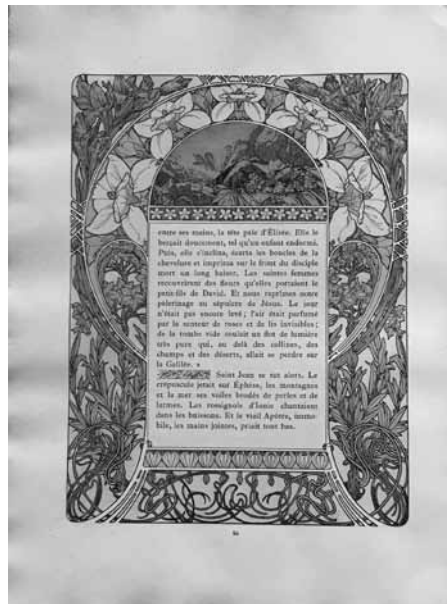 entre ses mains, la tête pâle d'Élisée. Elle le
berçait doucement, tel qu'un enfant endormi.
Puis, elle s'inclina, écarta les boucles de la
chevelure et imprima sur le front du disciple
mort un long baiser. Les saintes femmes
recouvrirent des fleurs qu'elles portaient le
petit-fils de David. Et nous reprîmes notre
pèlerinage au sépulcre de Jésus. Le jour
n'était pas encore levé; l'air était parfumé
par la senteur de roses et de lis invisibles;
de la tombe vide coulait un flot de lumière
très pure qui, au delà des collines, des
champs et des déserts, allait se perdre sur
la Galilée. »
Saint Jean se tut alors. Le
crépuscule jetait sur Éphèse, les montagnes
et la mer ses voiles brodés de perles et de
larmes. Les rossignols d'Ionie chantaient
dans les buissons. Et le vieil Apôtre, immo-
bile, les mains jointes, priait tout bas.